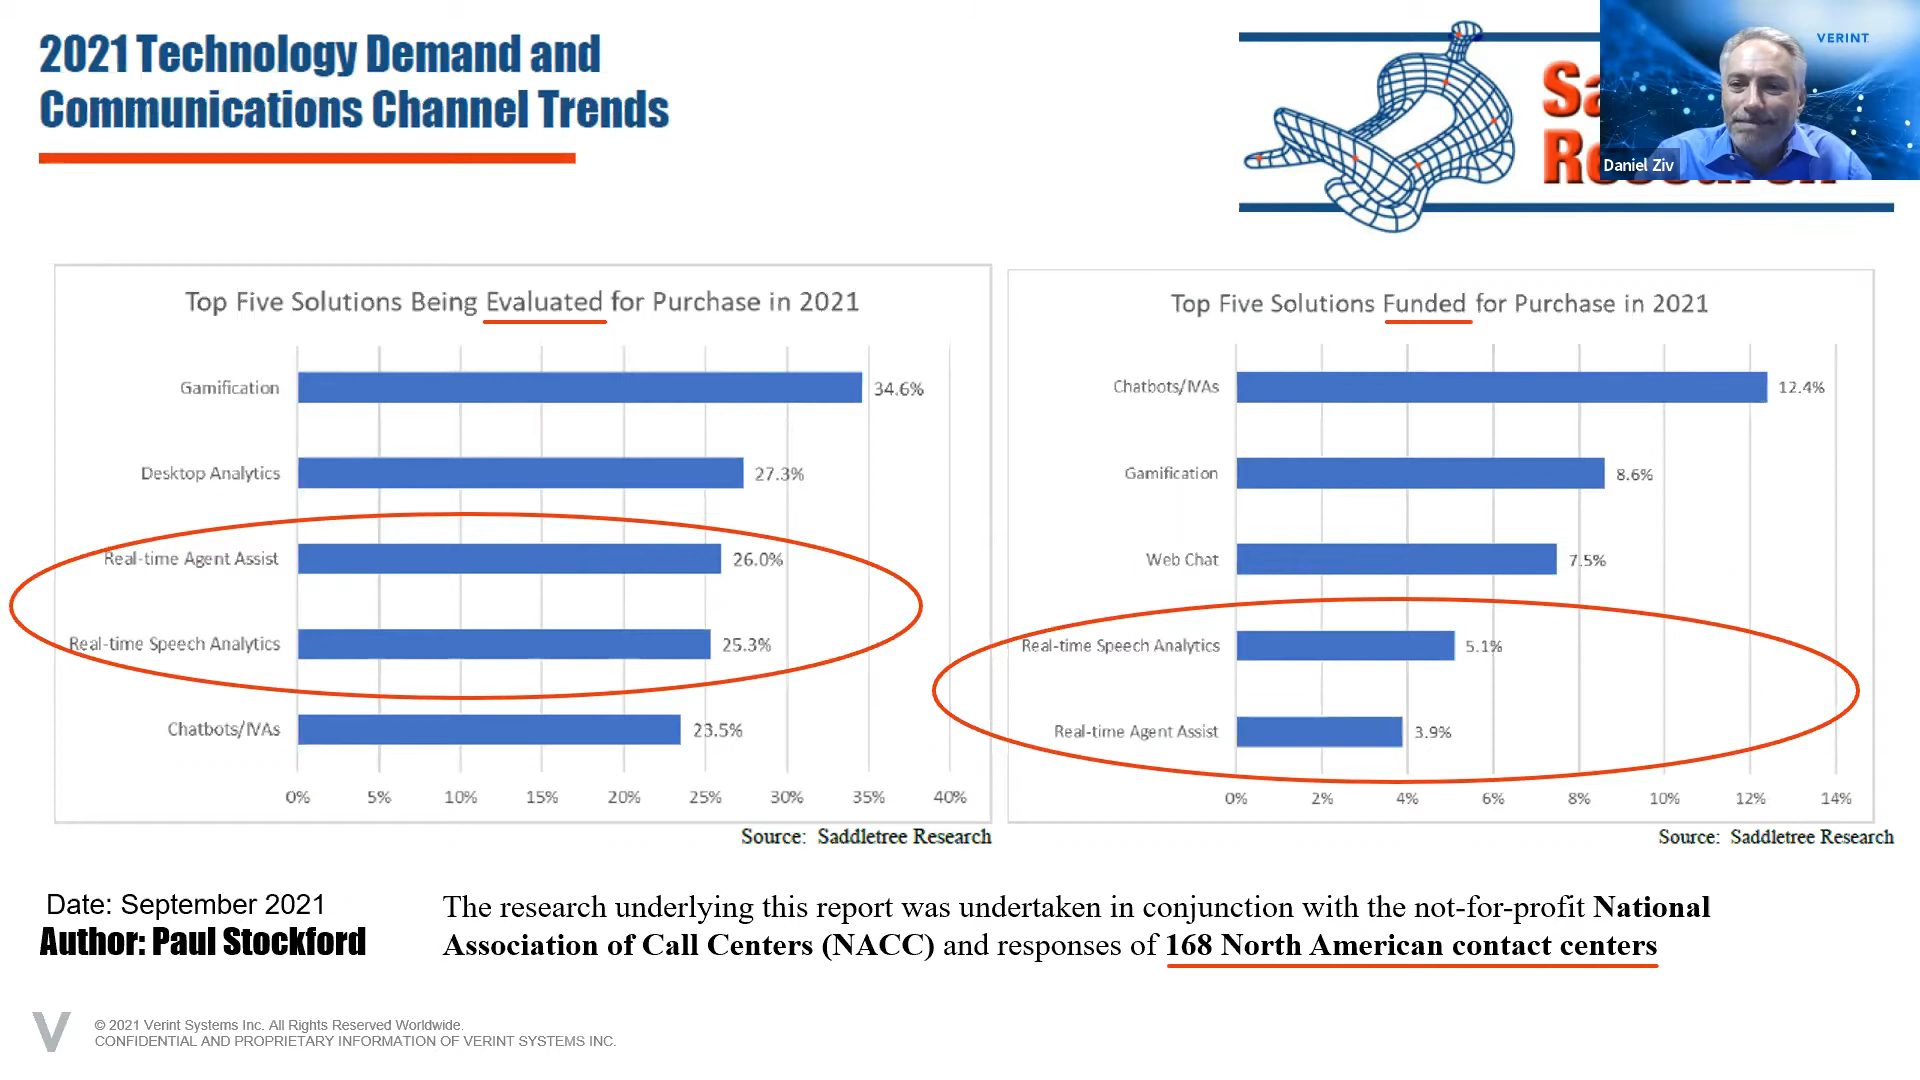 2021 Technology Demand and
Communications Channel Trends
VERINT
Daniel Ziv
Top Five Solutions Being Evaluated for Purchase in 2021
Gamification
34.6%
Desktop Analytics
27.3%
Real-time Agent Assist
26.0%
Real-time Speech Analytics
25.3%
Chatbots/IVAs
23.5%
0% 5% 10% 15% 20% 25% 30% 35% 40%
Source: Saddletree Research
Top Five Solutions Funded for Purchase in 2021
Chatbots/IVAs
12.4%
Gamification
8.6%
Web Chat
7.5%
Real-time Speech Analytics
5.1%
Real-time Agent Assist
3.9%
0% 2% 4% 6% 8% 10% 12% 14%
Source: Saddletree Research
Date: September 2021
Author: Paul Stockford
The research underlying this report was undertaken in conjunction with the not-for-profit National
Association of Call Centers (NACC) and responses of 168 North American contact centers
© 2021 Verint Systems Inc. All Rights Reserved Worldwide.
CONFIDENTIAL AND PROPRIETARY INFORMATION OF VERINT SYSTEMS INC.